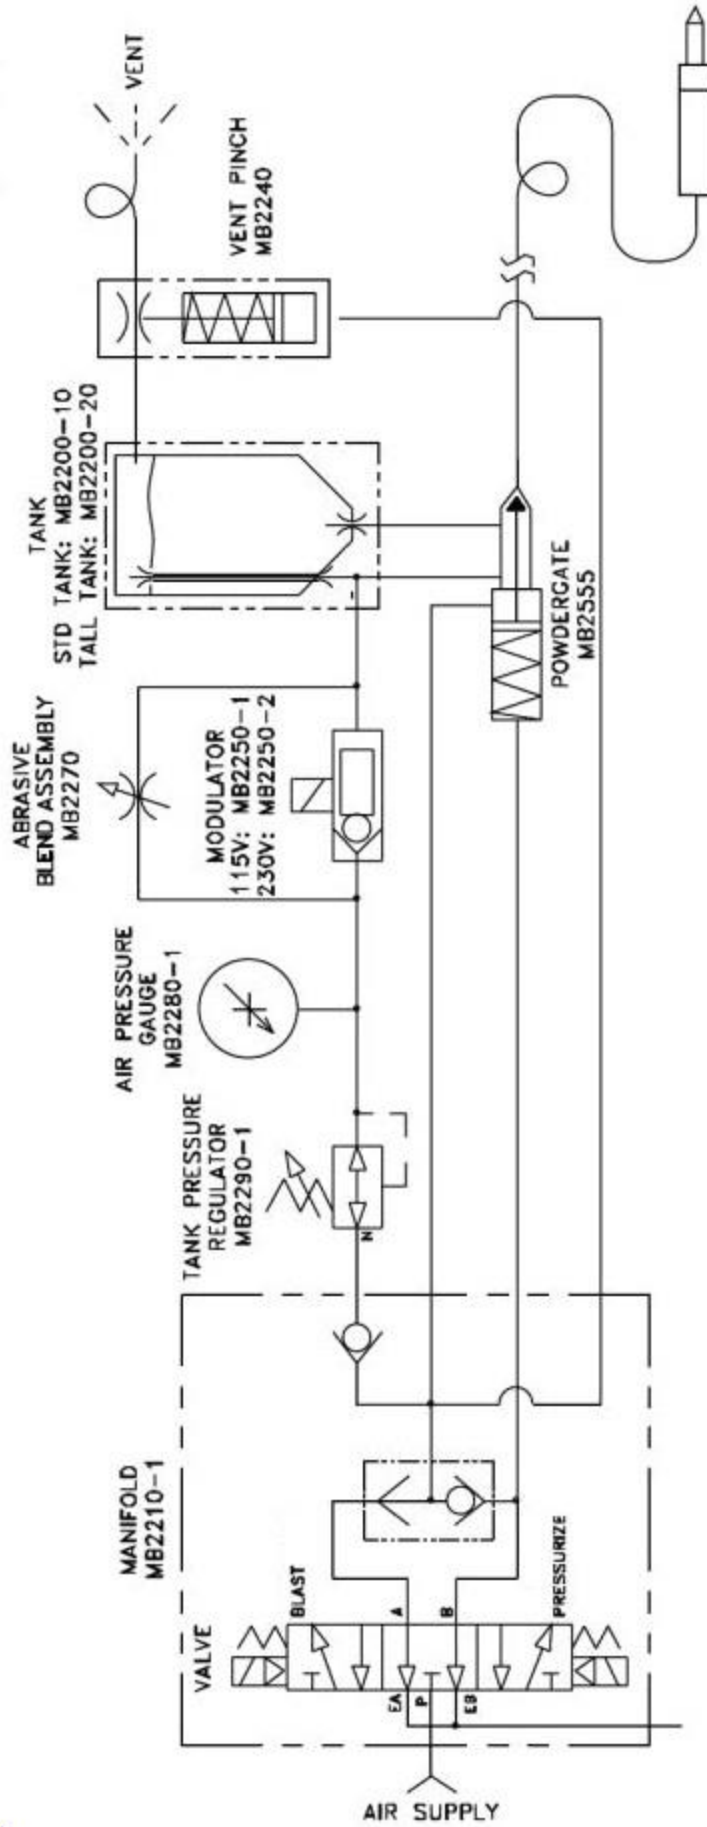 VENT
VENT PINCH
MB2240
TANK
STD TANK: MB2200-10
TALL TANK: MB2200-20
ABRASIVE
BLEND ASSEMBLY
MB2270
MODULATOR
115V: MB2250-1
230V: MB2250-2
POWDERGATE
MB2555
AIR PRESSURE
GAUGE
MB2280-1
TANK PRESSURE
REGULATOR
MB2290-1
N
MANIFOLD
MB2210-1
VALVE
BLAST
A
B
PRESSURIZE
EA
P
EB
AIR SUPPLY